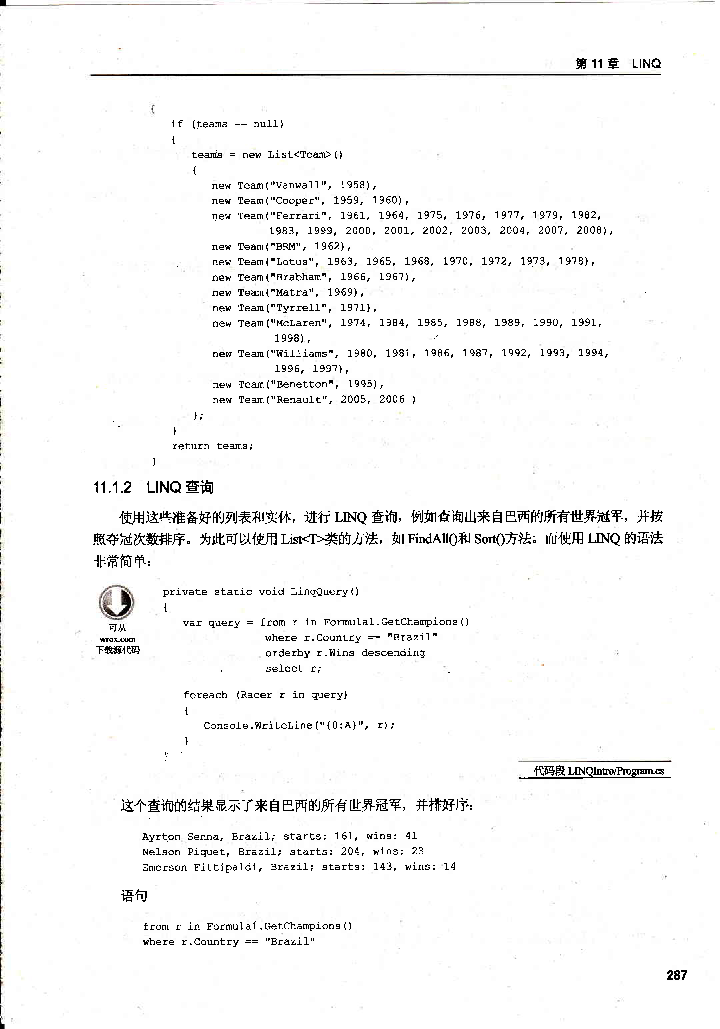 第 11 章 LINQ
{
if (teams == null)
{
teams = new List<Team>()
{
new Team("Vanwall", 1958),
new Team("Cooper", 1959, 1960),
new Team("Ferrari", 1961, 1964, 1975, 1976, 1977, 1979, 1982,
1983, 1999, 2000, 2001, 2002, 2003, 2004, 2007, 2008),
new Team("BRM", 1962),
new Team("Lotus", 1963, 1965, 1968, 1970, 1972, 1973, 1978),
new Team("Brabham", 1966, 1967),
new Team("Matra", 1969),
new Team("Tyrrell", 1971),
new Team("McLaren", 1974, 1984, 1985, 1988, 1989, 1990, 1991,
1998),
new Team("Williams", 1980, 1981, 1986, 1987, 1992, 1993, 1994,
1996, 1997),
new Team("Benetton", 1995),
new Team("Renault", 2005, 2006 )
};
}
return teams;
}
11.1.2 LINQ 查询
使用这些准备好的列表和实体，进行 LINQ 查询，例如查询出来自巴西的所有世界冠军，并按
照夺冠次数排序。为此可以使用 List<T>类的方法，如 FindAll()和 Sort()方法。而使用 LINQ 的语法
非常简单：
private static void LinqQuery()
{
var query = from r in Formula1.GetChampions()
where r.Country == "Brazil"
orderby r.Wins descending
select r;
可从
wrox.com
下载源代码
foreach (Racer r in query)
{
Console.WriteLine("{0:A}", r);
}
}
代码段 LINQIntro/Program.cs
这个查询的结果显示了来自巴西的所有世界冠军，并排好序：
Ayrton Senna, Brazil; starts: 161, wins: 41
Nelson Piquet, Brazil; starts: 204, wins: 23
Emerson Fittipaldi, Brazil; starts: 143, wins: 14
语句
from r in Formula1.GetChampions()
where r.Country == "Brazil"
287